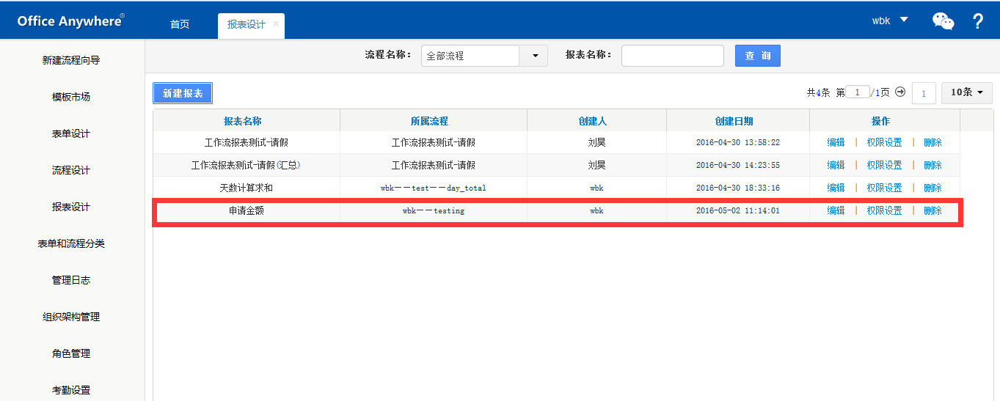 Office Anywhere®
首页
报表设计 ×
wbk
?
新建流程向导
模板市场
表单设计
流程设计
报表设计
表单和流程分类
管理日志
组织架构管理
角色管理
考勤设置
流程名称： 全部流程 报表名称： 查 询
新建报表 共4条 第 1 /1页 1 10条
报表名称 所属流程 创建人 创建日期 操作
工作流报表测试-请假 工作流报表测试-请假 刘昊 2016-04-30 13:58:22 编辑 | 权限设置 | 删除
工作流报表测试-请假(汇总) 工作流报表测试-请假 刘昊 2016-04-30 14:23:55 编辑 | 权限设置 | 删除
天数计算求和 wbk——test——day_total wbk 2016-04-30 18:33:16 编辑 | 权限设置 | 删除
申请金额 wbk——testing wbk 2016-05-02 11:14:01 编辑 | 权限设置 | 删除